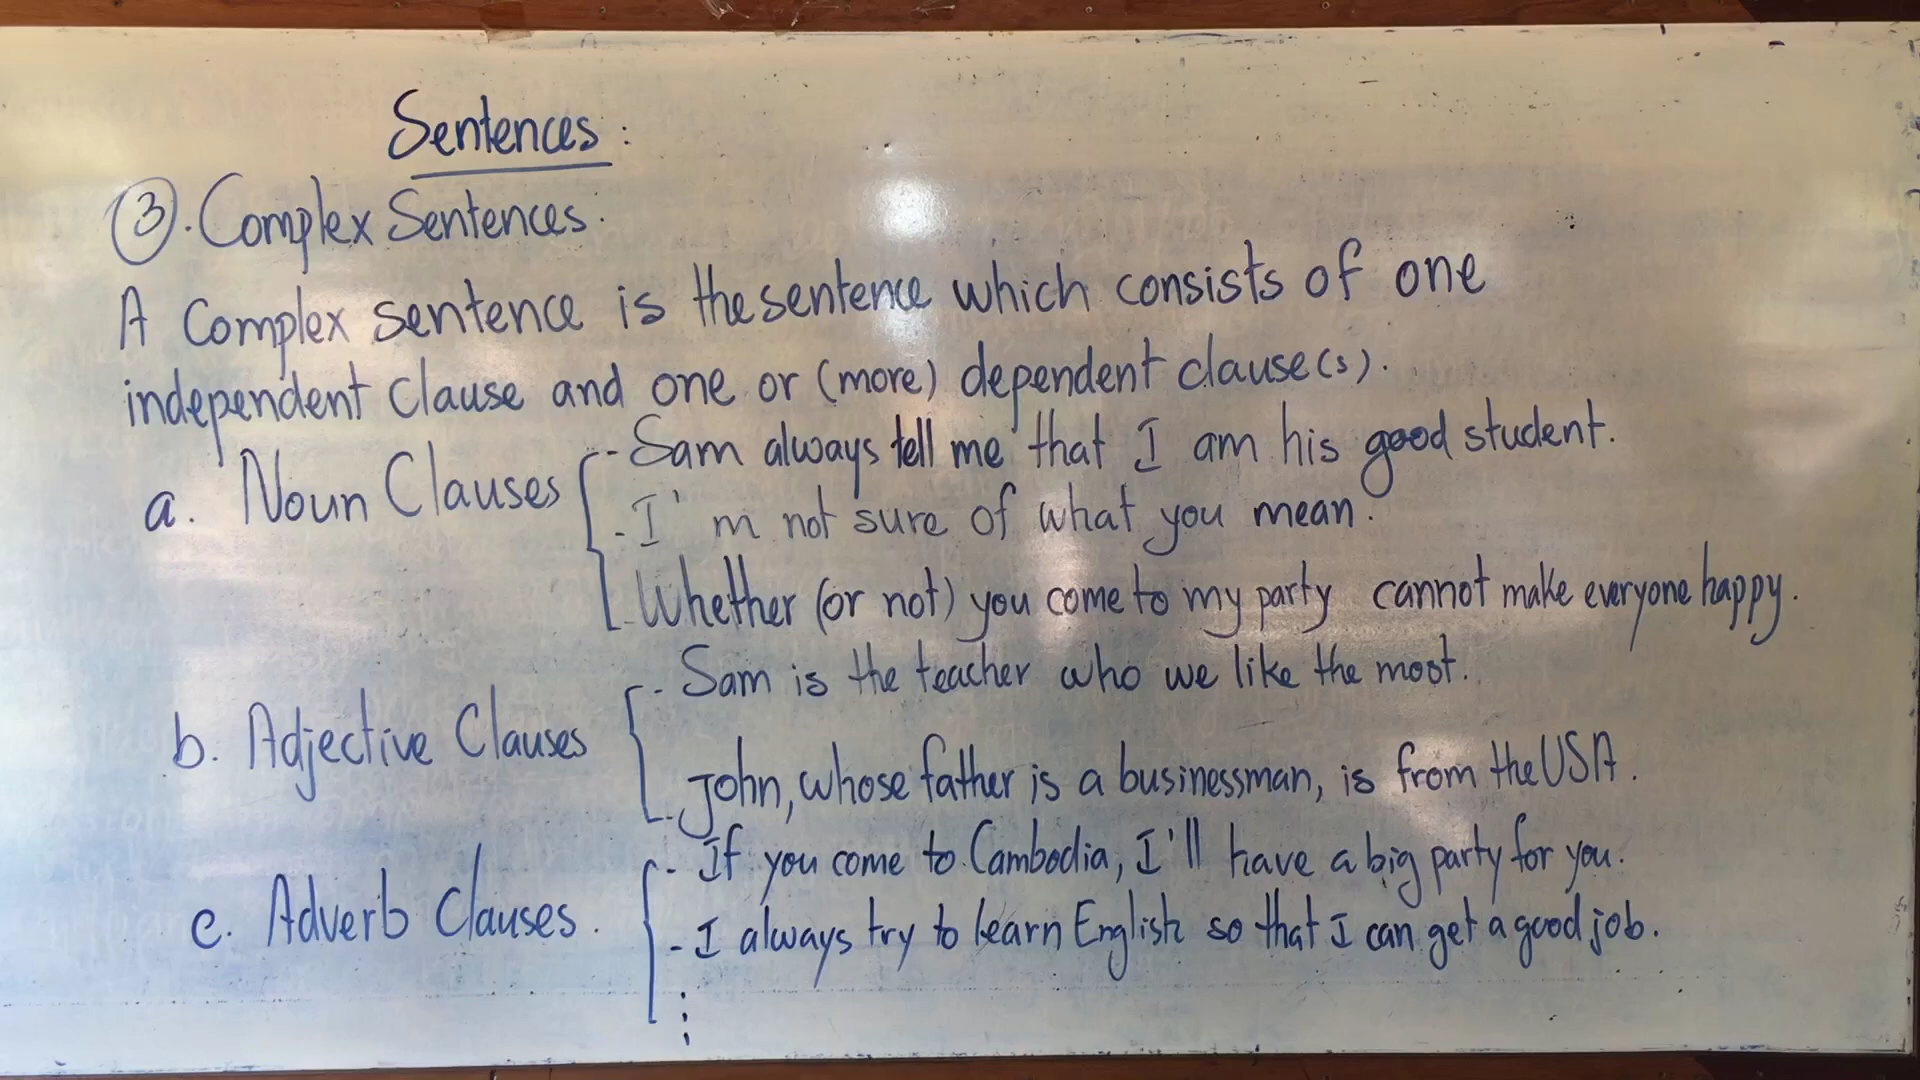 Sentences:
③. Complex Sentences:
A Complex sentence is the sentence which consists of one
independent clause and one or (more) dependent clause(s).
a. Noun Clauses
- Sam always tell me that I am his good student.
- I'm not sure of what you mean.
- Whether (or not) you come to my party cannot make everyone happy.
b. Adjective Clauses
- Sam is the teacher who we like the most.
- John, whose father is a businessman, is from the USA.
c. Adverb Clauses.
- If you come to Cambodia, I'll have a big party for you.
- I always try to learn English so that I can get a good job.